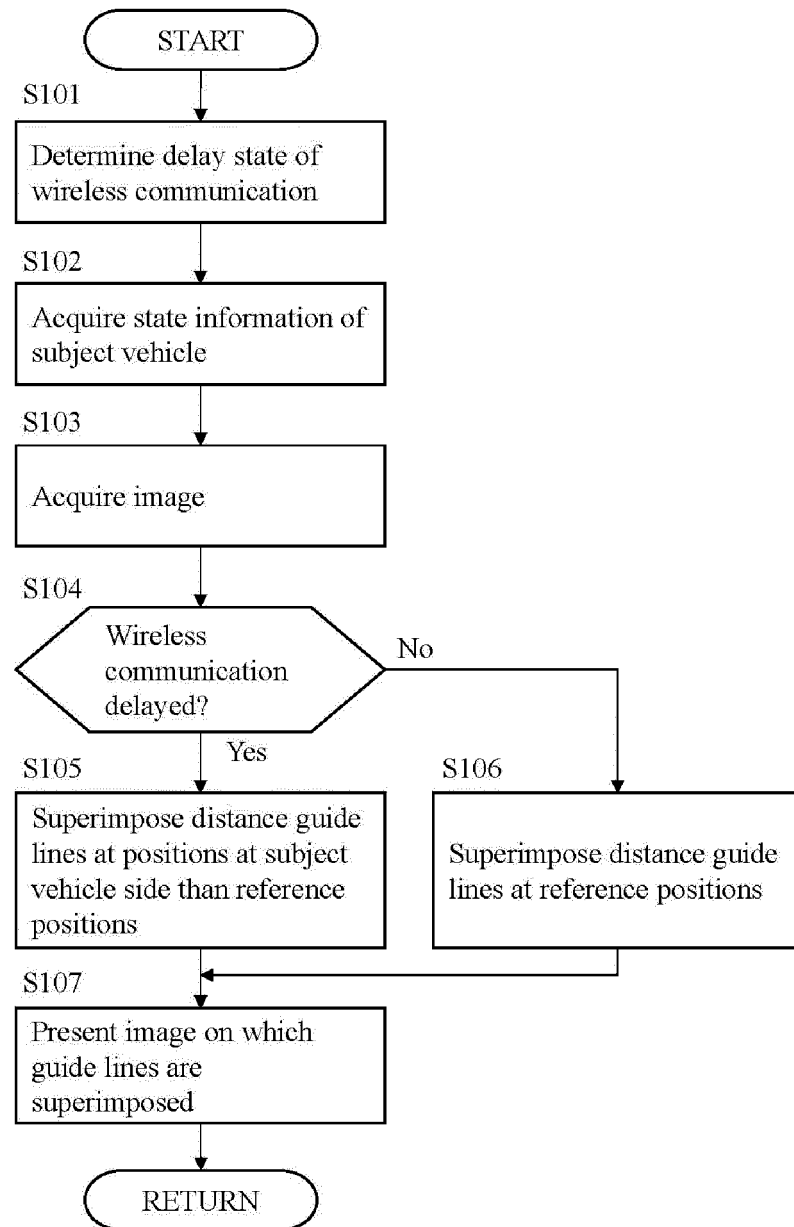 START
S101
Determine delay state of
wireless communication
S102
Acquire state information of
subject vehicle
S103
Acquire image
S104
Wireless
communication
delayed?
No
Yes
S105
Superimpose distance guide
lines at positions at subject
vehicle side than reference
positions
S106
Superimpose distance guide
lines at reference positions
S107
Present image on which
guide lines are
superimposed
RETURN